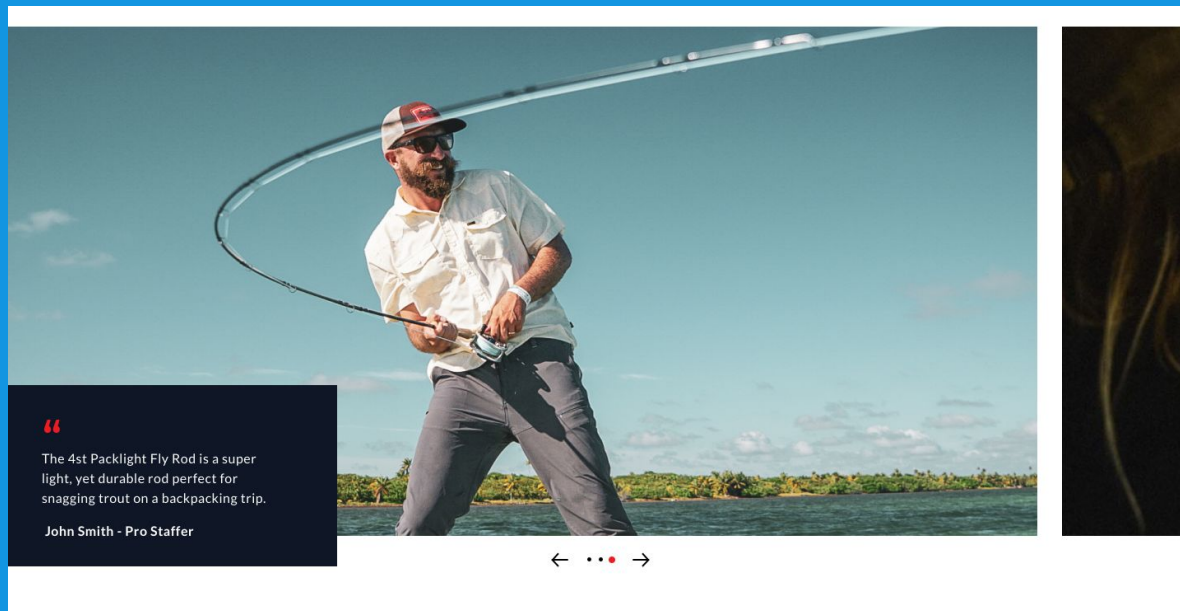 “
The 4st Packlight Fly Rod is a super
light, yet durable rod perfect for
snagging trout on a backpacking trip.
John Smith - Pro Staffer